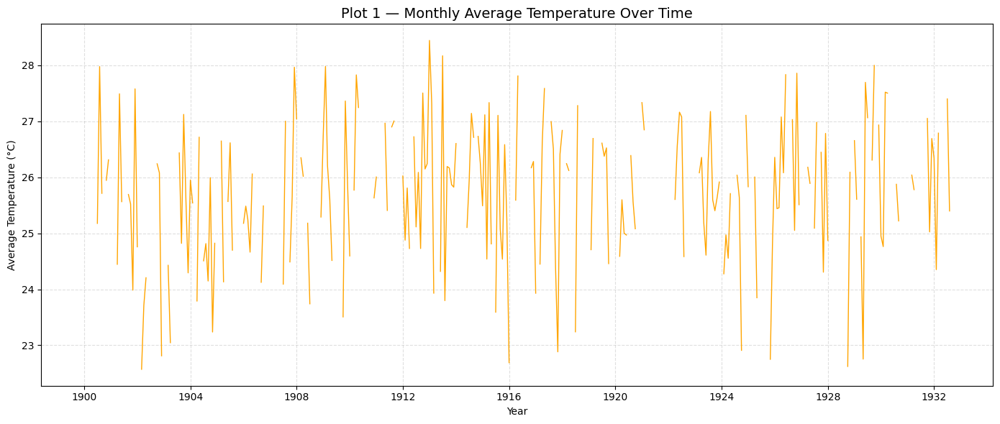 Plot 1 — Monthly Average Temperature Over Time
Average Temperature (°C)
28
27
26
25
24
23
1900 1904 1908 1912 1916 1920 1924 1928 1932
Year